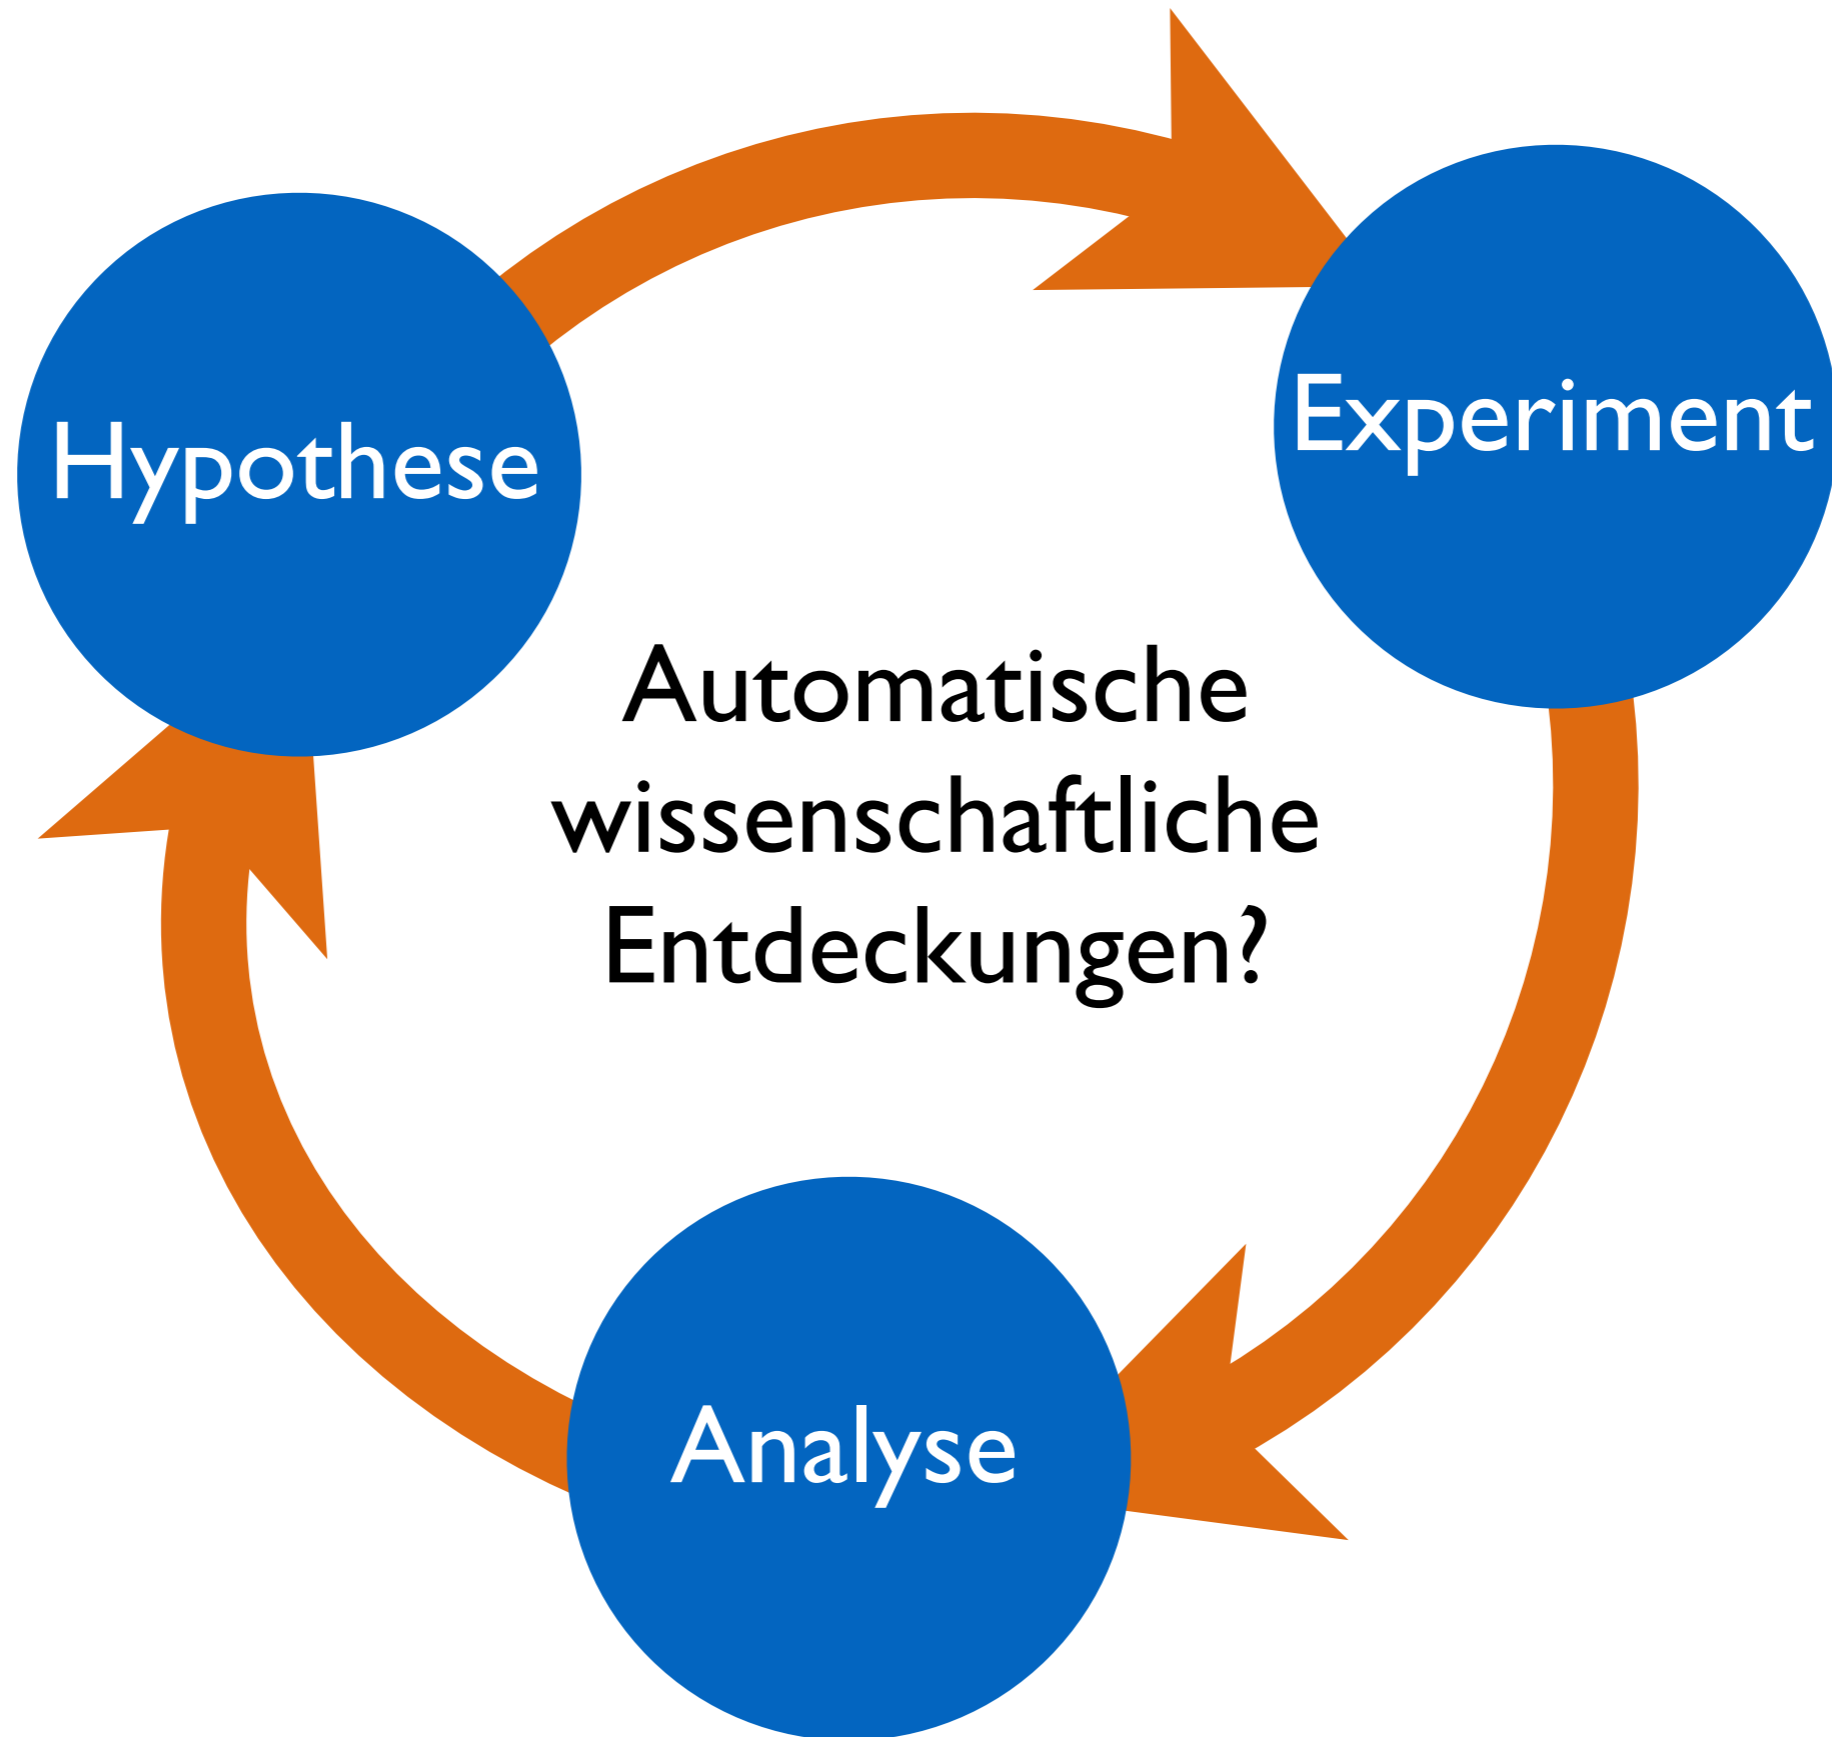 Hypothese
Experiment
Automatische
wissenschaftliche
Entdeckungen?
Analyse